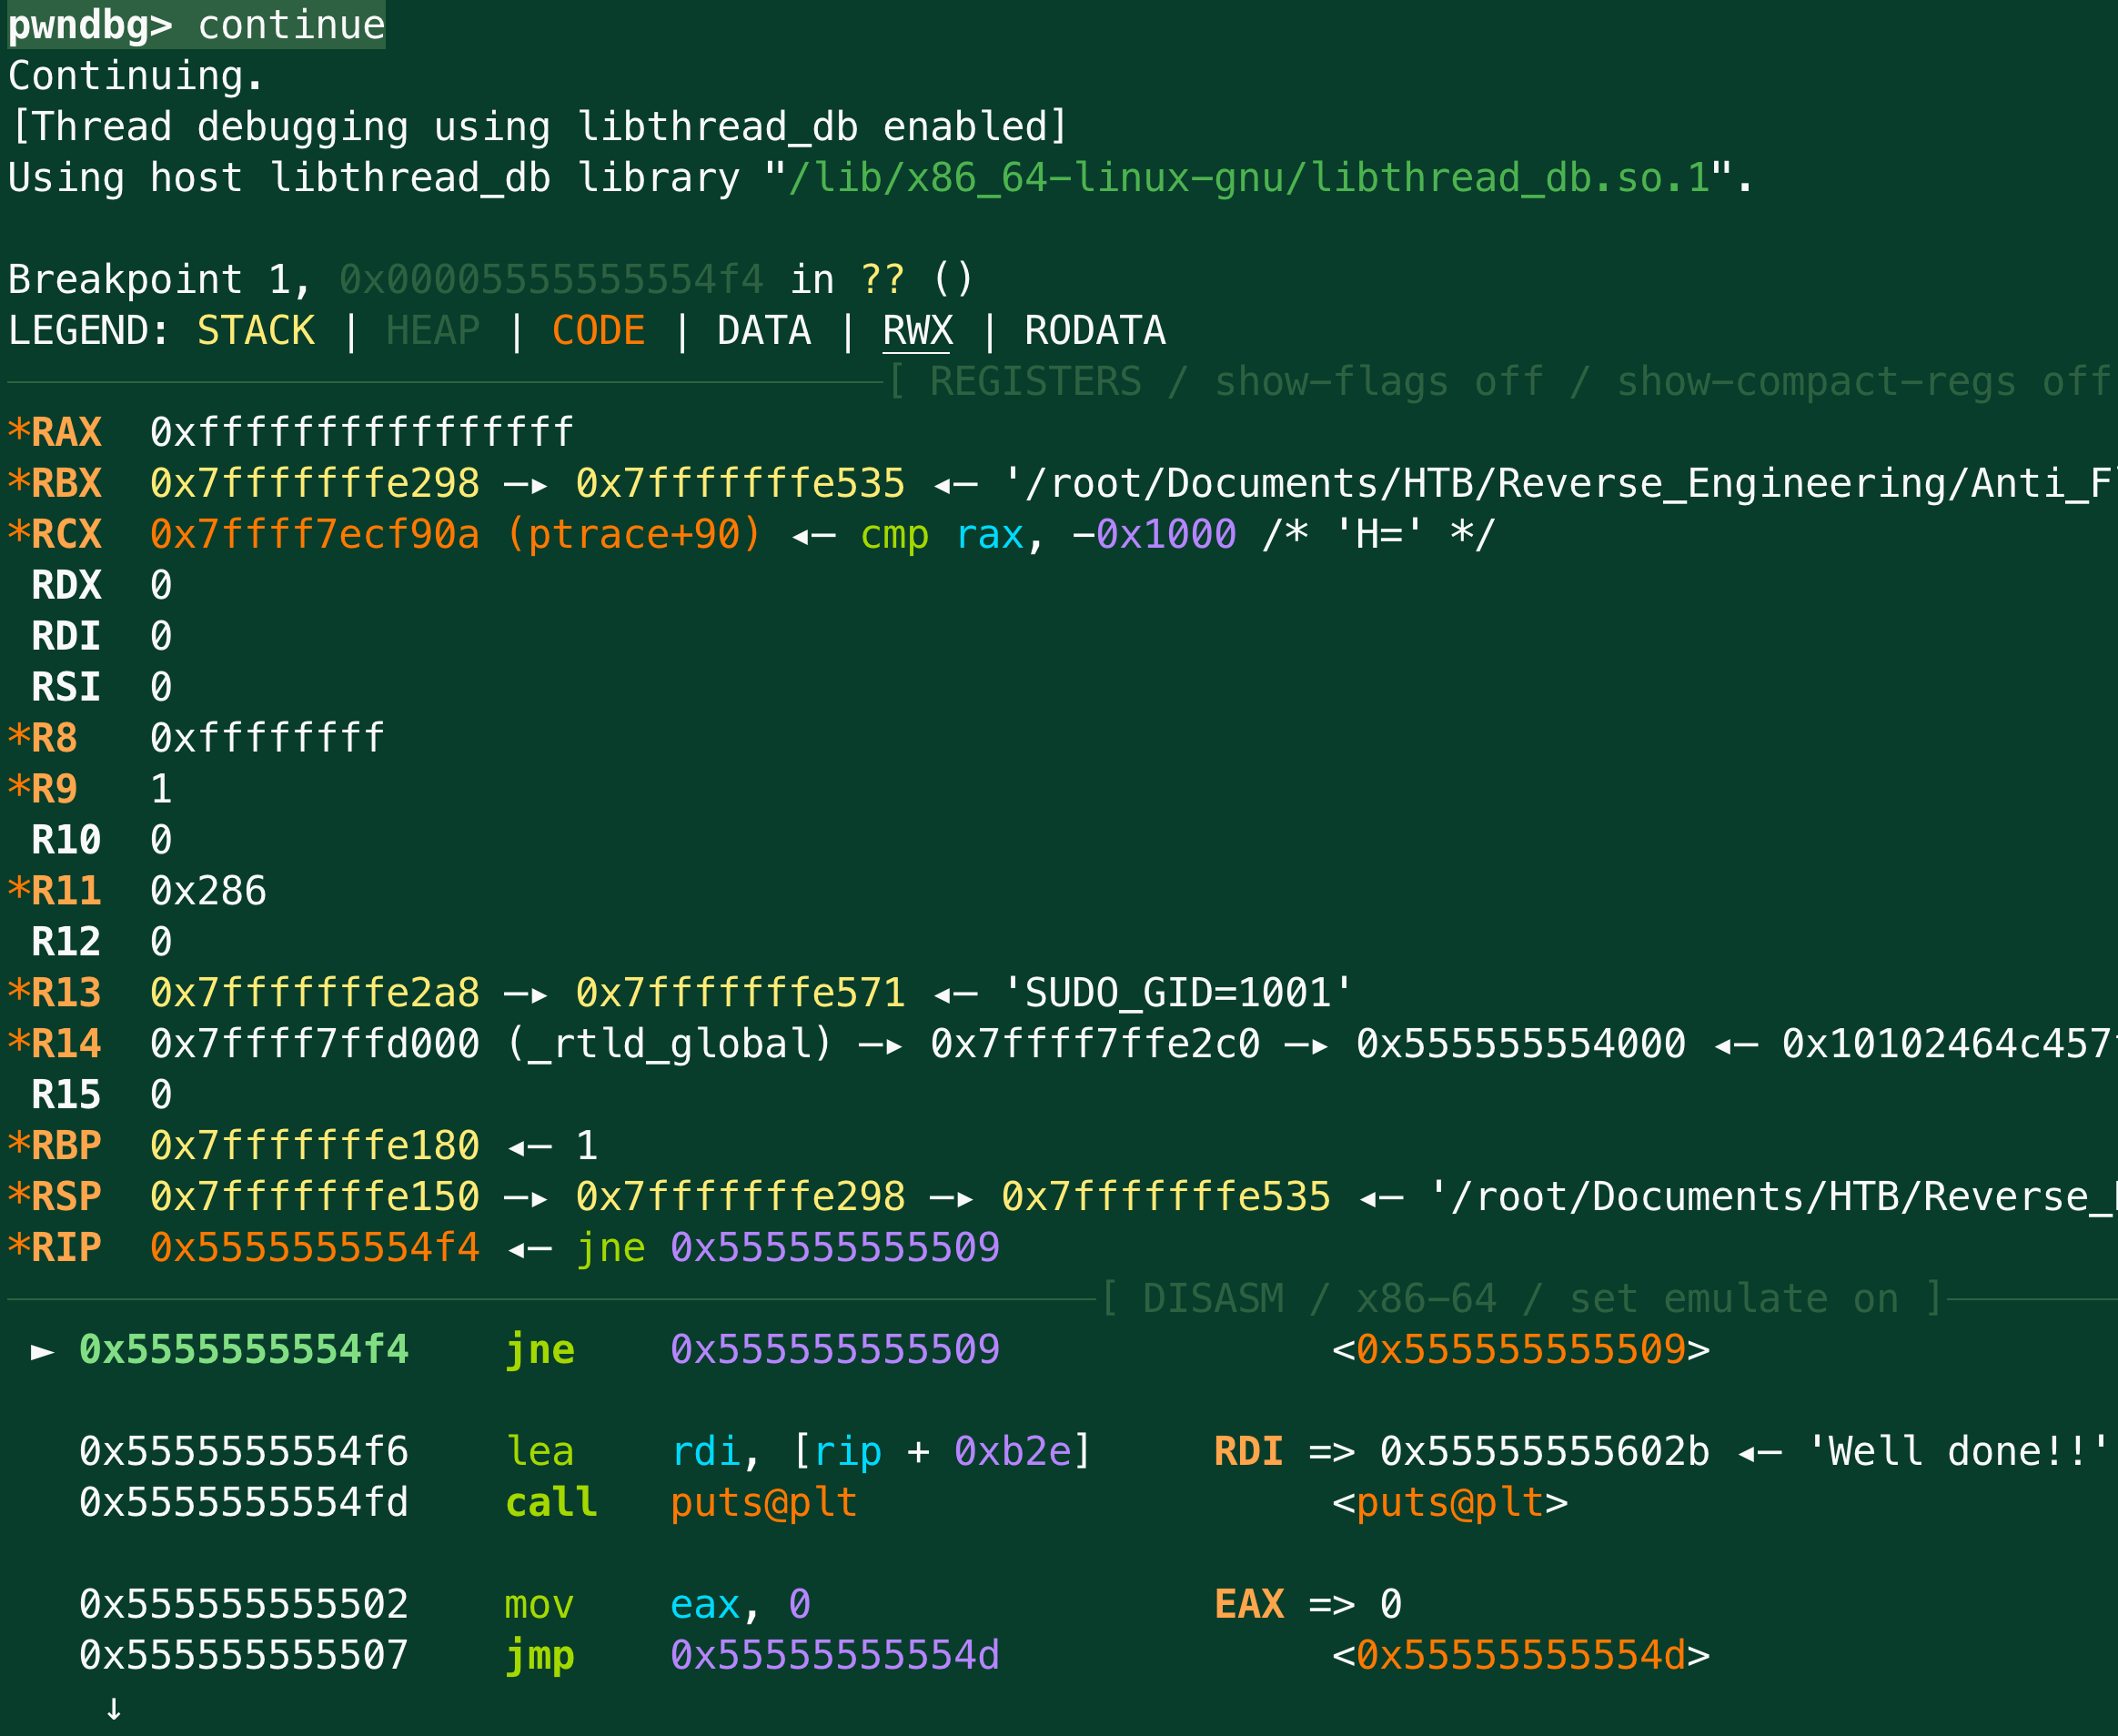 pwndbg> continue
Continuing.
[Thread debugging using libthread_db enabled]
Using host libthread_db library "/lib/x86_64-linux-gnu/libthread_db.so.1".
Breakpoint 1, 0x00005555555554f4 in ?? ()
LEGEND: STACK | HEAP | CODE | DATA | RWX | RODATA
[ REGISTERS / show-flags off / show-compact-regs off
*RAX 0xffffffffffffffff
*RBX 0x7fffffffe298 —▸ 0x7fffffffe535 ◂— '/root/Documents/HTB/Reverse_Engineering/Anti_F
*RCX 0x7ffff7ecf90a (ptrace+90) ◂— cmp rax, -0x1000 /* 'H=' */
RDX 0
RDI 0
RSI 0
*R8 0xffffffff
*R9 1
R10 0
*R11 0x286
R12 0
*R13 0x7fffffffe2a8 —▸ 0x7fffffffe571 ◂— 'SUDO_GID=1001'
*R14 0x7ffff7ffd000 (_rtld_global) —▸ 0x7ffff7ffe2c0 —▸ 0x555555554000 ◂— 0x10102464c457
R15 0
*RBP 0x7fffffffe180 ◂— 1
*RSP 0x7fffffffe150 —▸ 0x7fffffffe298 —▸ 0x7fffffffe535 ◂— '/root/Documents/HTB/Reverse_
*RIP 0x5555555554f4 ◂— jne 0x555555555509
[ DISASM / x86-64 / set emulate on ]
► 0x5555555554f4 jne 0x555555555509 <0x555555555509>
0x5555555554f6 lea rdi, [rip + 0xb2e] RDI => 0x55555555602b ◂— 'Well done!!'
0x5555555554fd call puts@plt <puts@plt>
0x555555555502 mov eax, 0 EAX => 0
0x555555555507 jmp 0x55555555554d <0x55555555554d>
↓